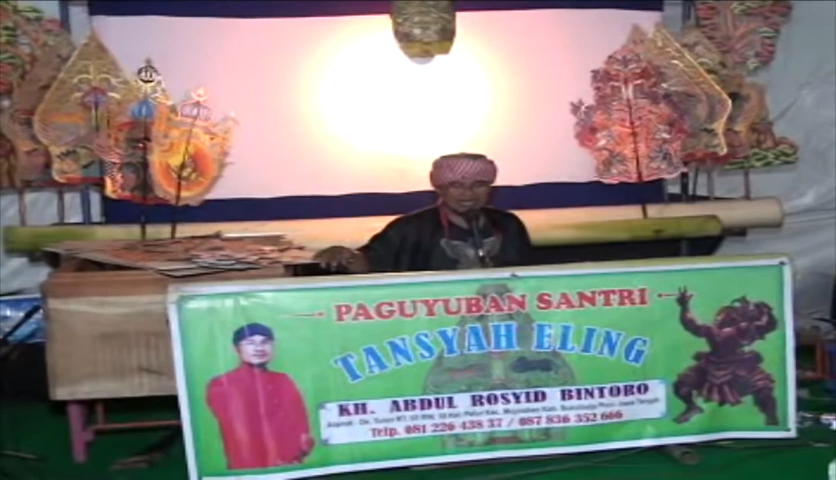 PAGUYUBAN SANTRI
TANSYAH ELING
KH. ABDUL ROSYID BINTORO
Telp. 081 226 438 37 / 087 836 352 666